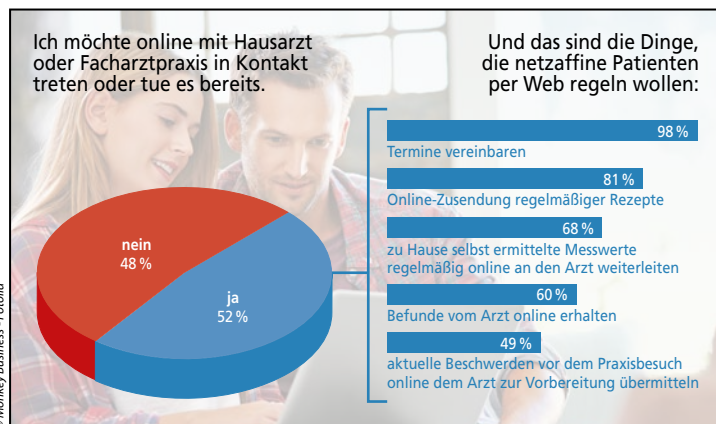 Ich möchte online mit Hausarzt
oder Facharztpraxis in Kontakt
treten oder tue es bereits.
nein
48 %
ja
52 %
Und das sind die Dinge,
die netzaffine Patienten
per Web regeln wollen:
98 %
Termine vereinbaren
81 %
Online-Zusendung regelmäßiger Rezepte
68 %
zu Hause selbst ermittelte Messwerte
regelmäßig online an den Arzt weiterleiten
60 %
Befunde vom Arzt online erhalten
49 %
aktuelle Beschwerden vor dem Praxisbesuch
online dem Arzt zur Vorbereitung übermitteln
Monkey Business - Fotolia